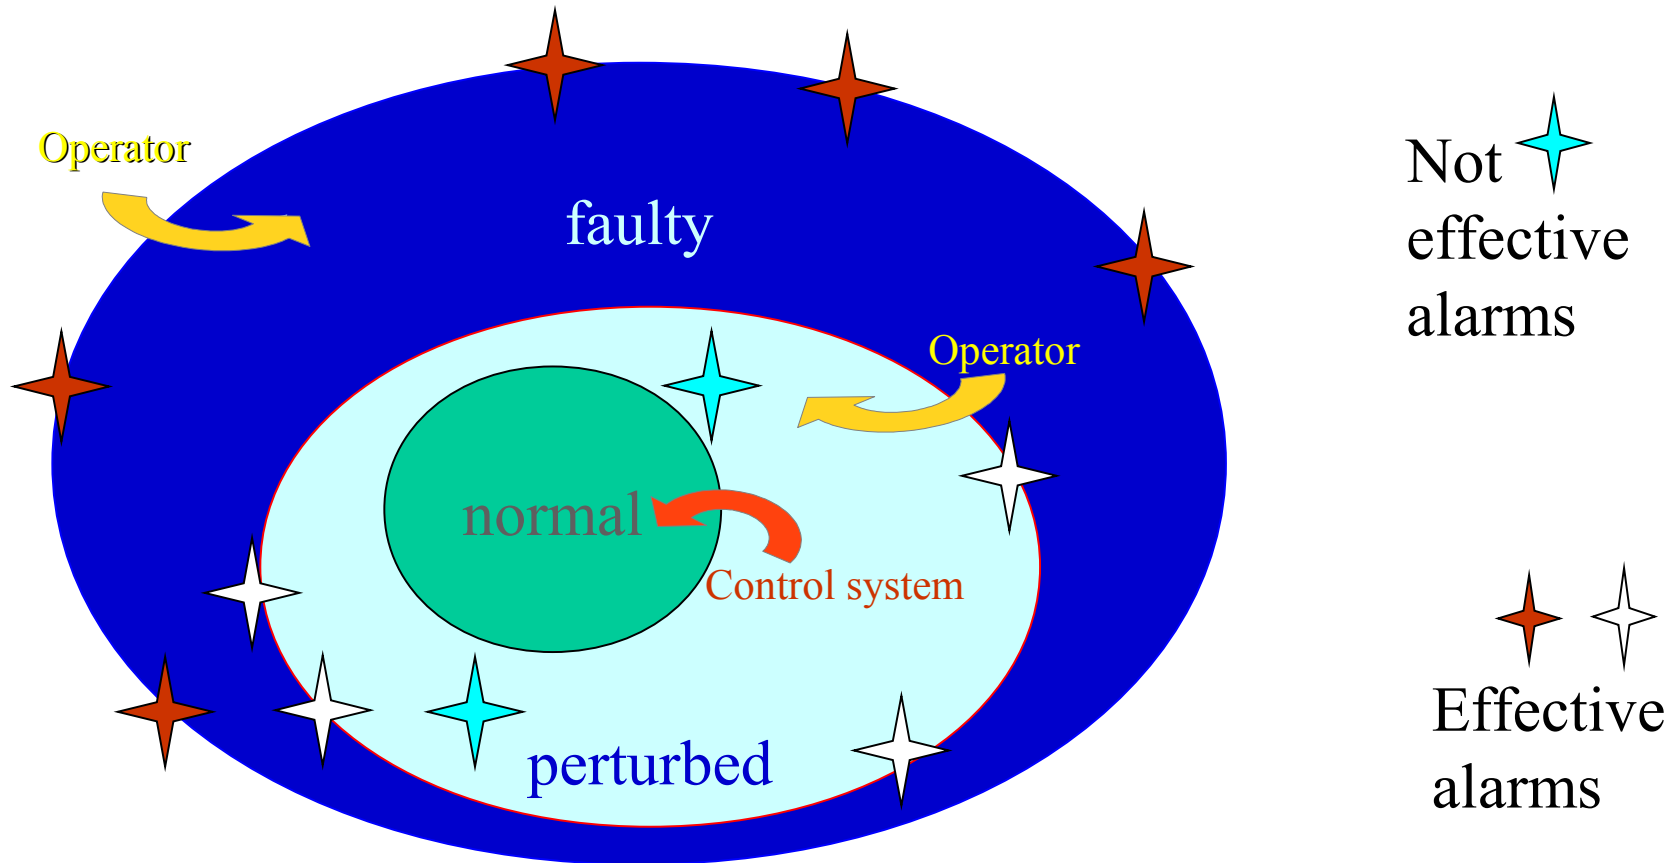 Operator
faulty
Operator
normal
Control system
perturbed
Not
effective
alarms
Effective
alarms